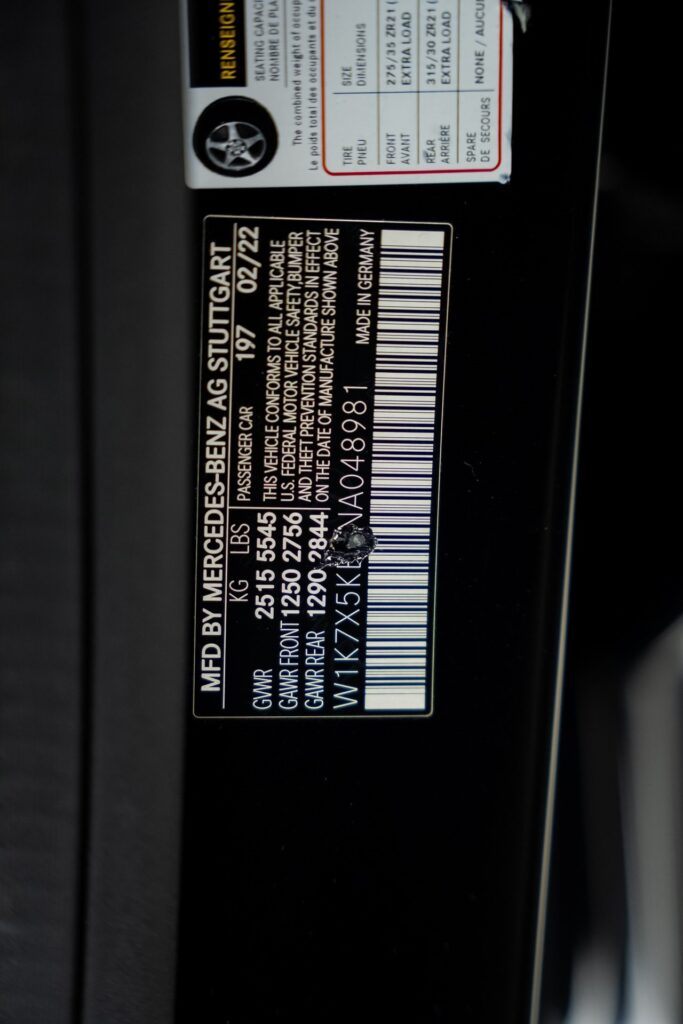 RENSEIGN
SEATING CAPACI
NOMBRE DE PLA
The combined weight of occup
Le poids total des occupants et du
TIRE SIZE
PNEU DIMENSIONS
FRONT 275/35 ZR21 (
AVANT EXTRA LOAD
REAR 315/30 ZR21 (
ARRIÈRE EXTRA LOAD
SPARE NONE / AUCU
DE SECOURS
MFD BY MERCEDES-BENZ AG STUTTGART
KG LBS PASSENGER CAR 197 02/22
GVWR 2515 5545 THIS VEHICLE CONFORMS TO ALL APPLICABLE
GAWR FRONT 1250 2756 U.S. FEDERAL MOTOR VEHICLE SAFETY,BUMPER
GAWR REAR 1290 2844 AND THEFT PREVENTION STANDARDS IN EFFECT
ON THE DATE OF MANUFACTURE SHOWN ABOVE
W1K7X5K NA048981 MADE IN GERMANY